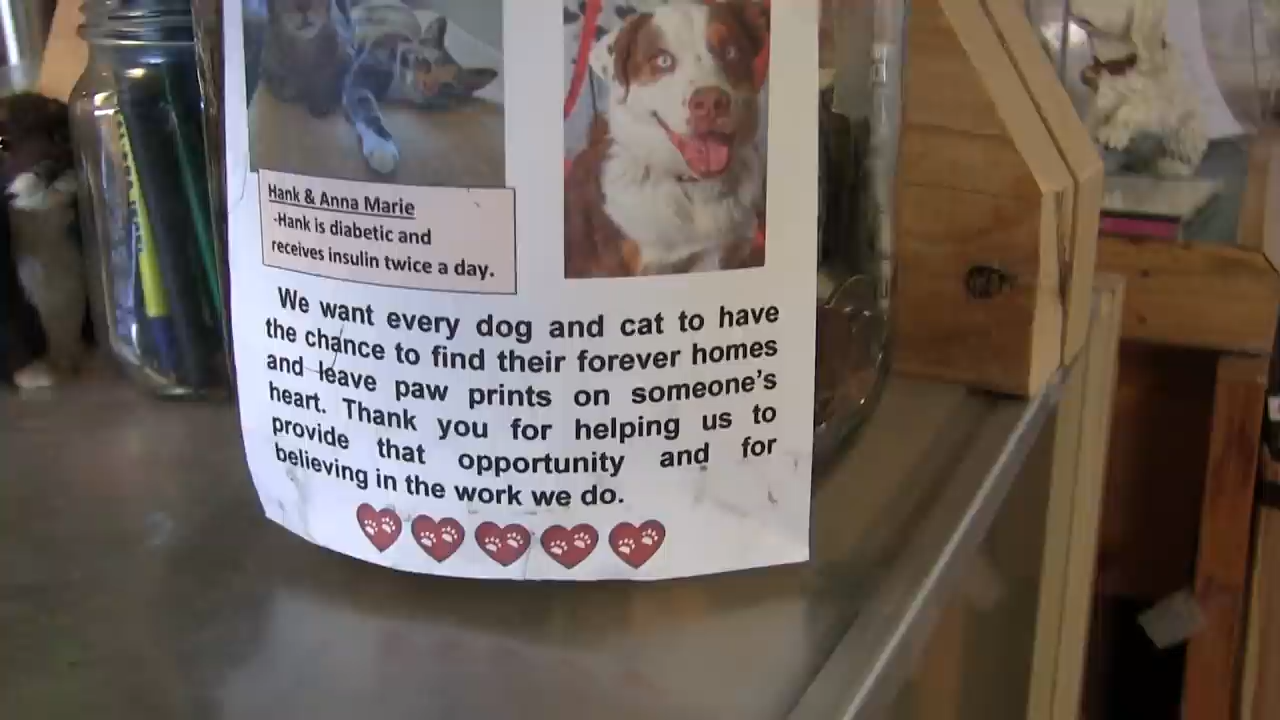 Hank & Anna Marie
-Hank is diabetic and
receives insulin twice a day.
We want every dog and cat to have
the chance to find their forever homes
and leave paw prints on someone's
heart. Thank you for helping us to
provide that opportunity and for
believing in the work we do.